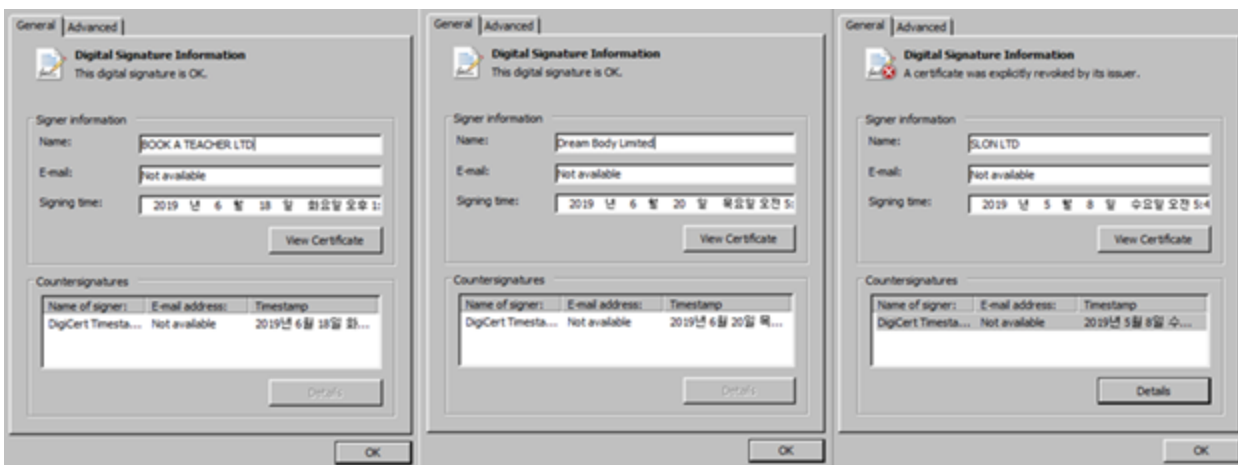 General Advanced
Digital Signature Information
This digital signature is OK.
Signer information
Name: BOOK A TEACHER LTD
E-mail: Not available
Signing time: 2019 년 6 월 18 일 화요일 오후 1:
View Certificate
Countersignatures
Name of signer: E-mail address: Timestamp
DigiCert Timesta... Not available 2019년 6월 18일 화...
Details
OK
General Advanced
Digital Signature Information
This digital signature is OK.
Signer information
Name: Dream Body Limited
E-mail: Not available
Signing time: 2019 년 6 월 20 일 목요일 오전 5:
View Certificate
Countersignatures
Name of signer: E-mail address: Timestamp
DigiCert Timesta... Not available 2019년 6월 20일 목...
Details
OK
General Advanced
Digital Signature Information
A certificate was explicitly revoked by its issuer.
Signer information
Name: SLON LTD
E-mail: Not available
Signing time: 2019 년 5 월 8 일 수요일 오전 5:4
View Certificate
Countersignatures
Name of signer: E-mail address: Timestamp
DigiCert Timesta... Not available 2019년 5월 8일 수...
Details
OK